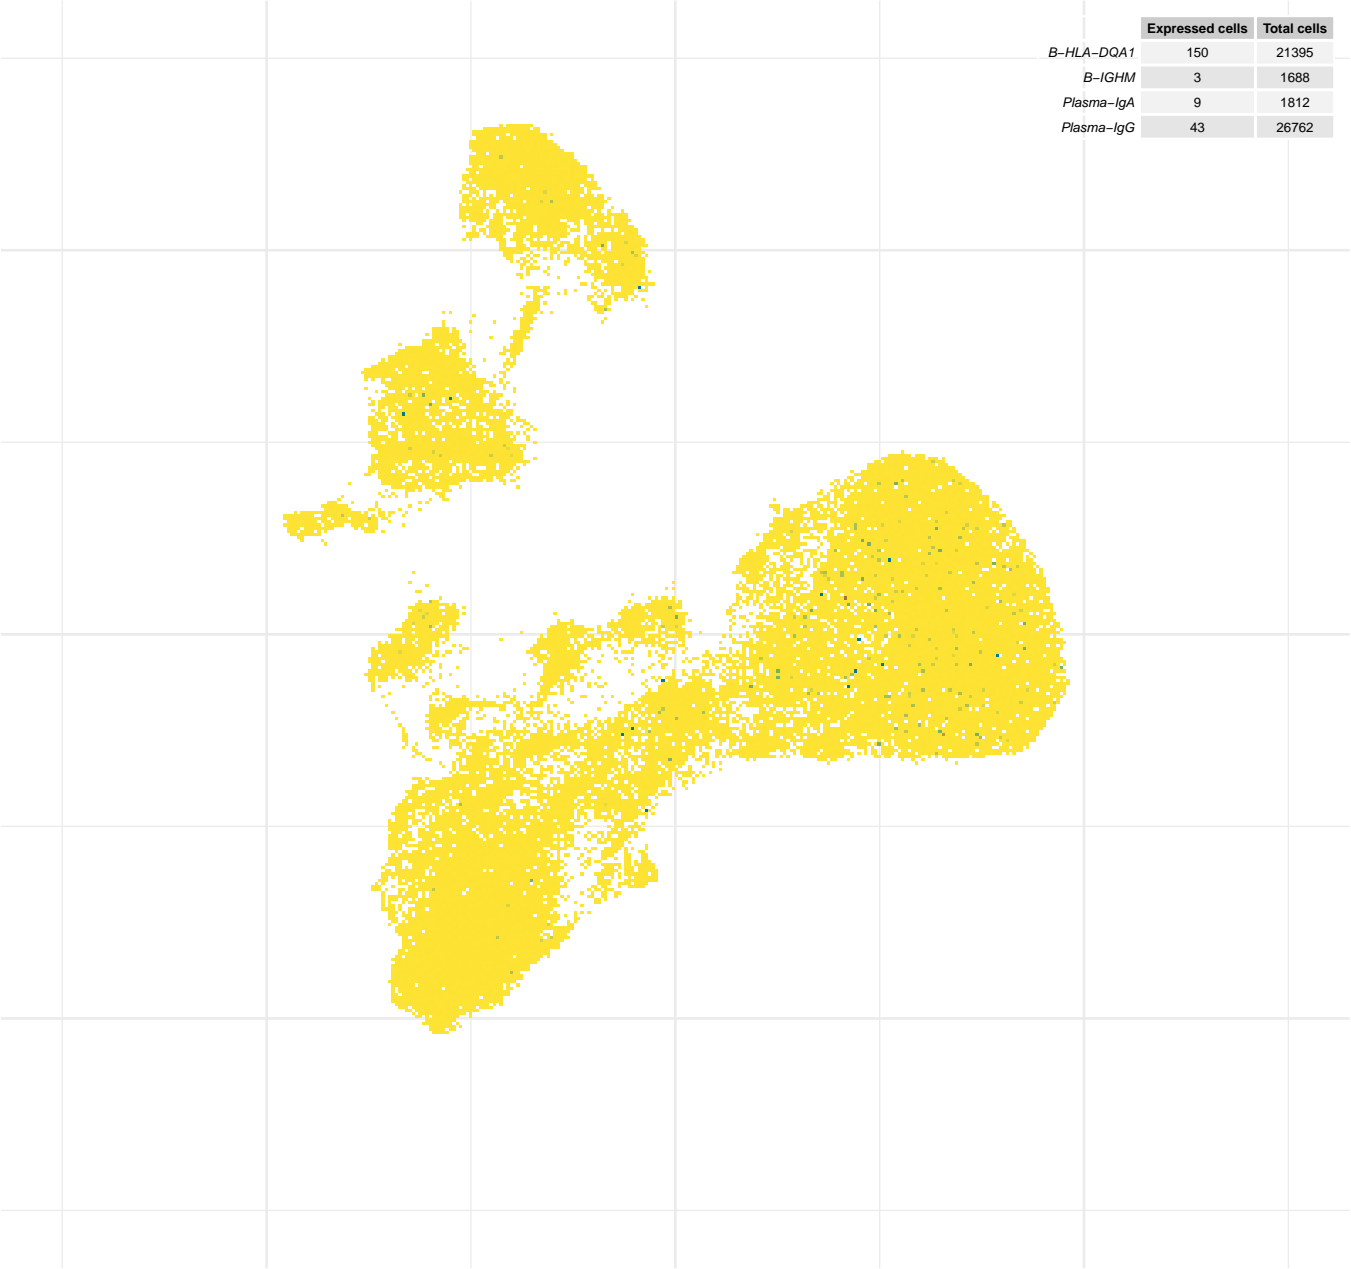 Expressed cells Total cells
B−HLA−DQA1 150 21395
B−IGHM 3 1688
Plasma−IgA 9 1812
Plasma−IgG 43 26762